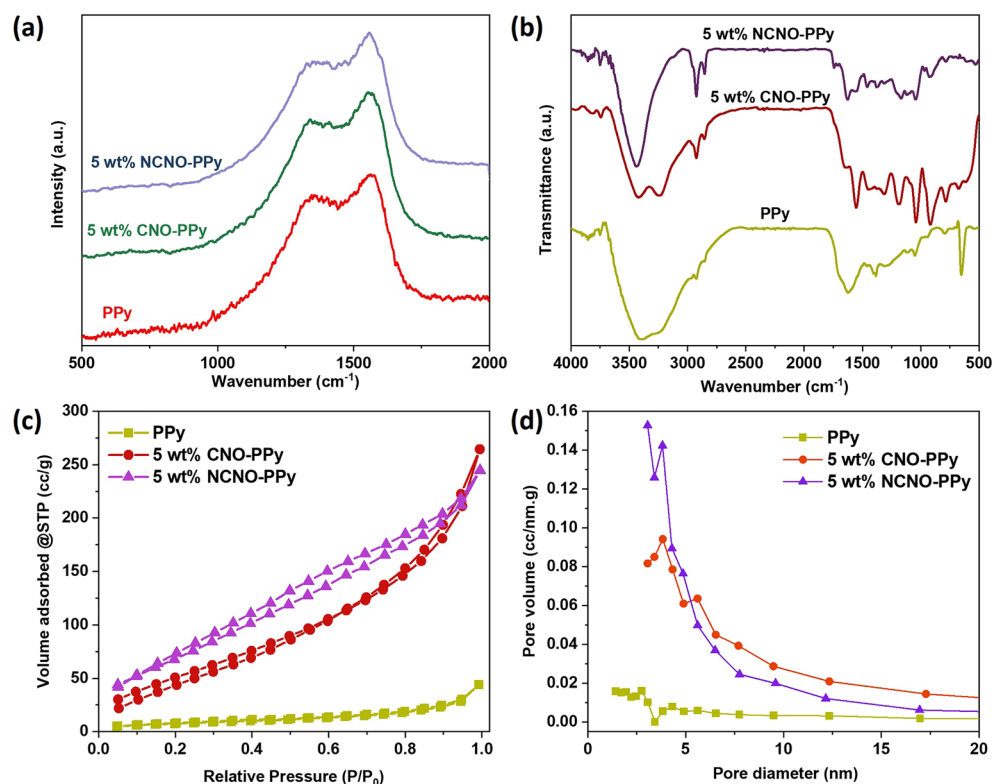 (a)
5 wt% NCNO-PPy
5 wt% CNO-PPy
PPy
Intensity (a.u.)
500 1000 1500 2000
Wavenumber (cm⁻¹)
(b)
5 wt% NCNO-PPy
5 wt% CNO-PPy
PPy
Transmittance (a.u.)
4000 3500 3000 2500 2000 1500 1000 500
Wavenumber (cm⁻¹)
(c)
PPy
5 wt% CNO-PPy
5 wt% NCNO-PPy
Volume adsorbed @STP (cc/g)
300
250
200
150
100
50
0
0.0 0.2 0.4 0.6 0.8 1.0
Relative Pressure (P/P₀)
(d)
PPy
5 wt% CNO-PPy
5 wt% NCNO-PPy
Pore volume (cc/nm.g)
0.16
0.14
0.12
0.10
0.08
0.06
0.04
0.02
0.00
0 5 10 15 20
Pore diameter (nm)